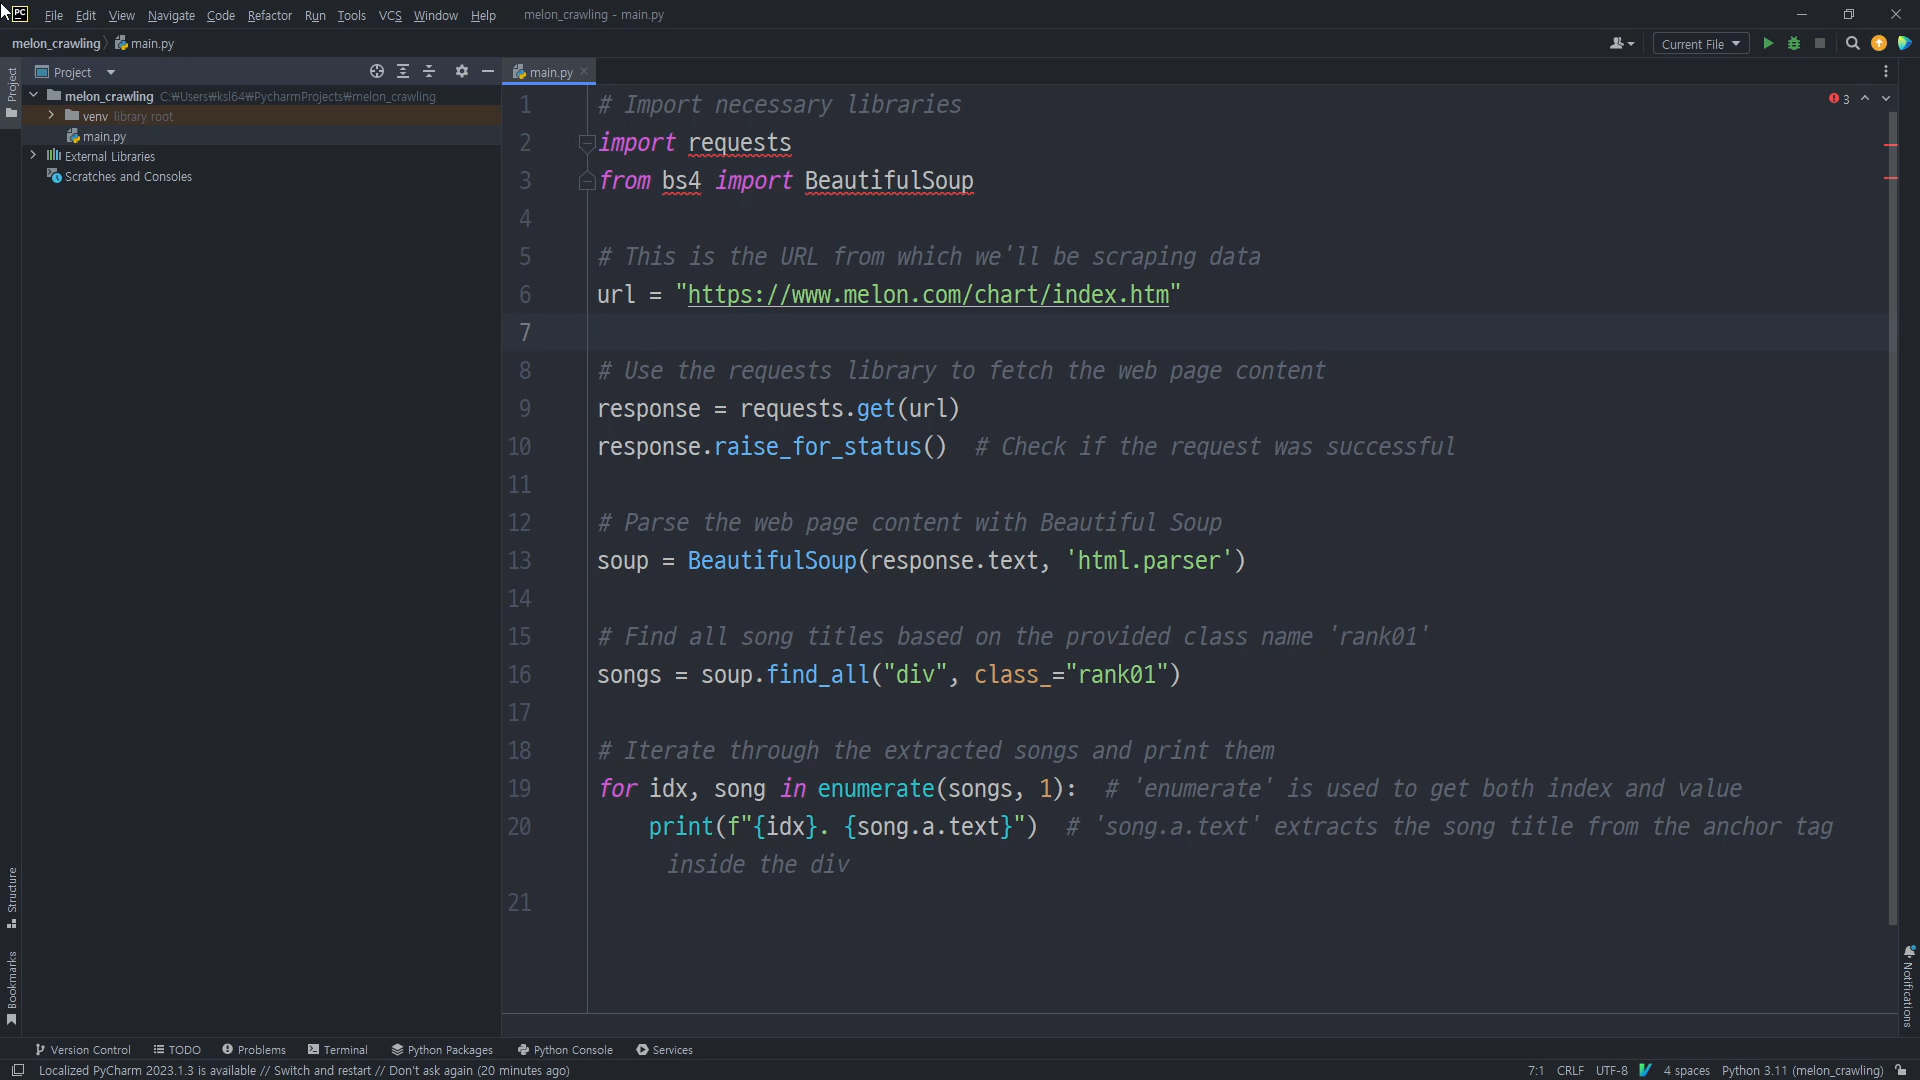 PC File Edit View Navigate Code Refactor Run Tools VCS Window Help melon_crawling - main.py
melon_crawling main.py Current File
Project main.py
melon_crawling C:₩Users₩ksl64₩PycharmProjects₩melon_crawling
venv library root
main.py
External Libraries
Scratches and Consoles
Project
Structure
Bookmarks
3
1 # Import necessary libraries
2 import requests
3 from bs4 import BeautifulSoup
4
5 # This is the URL from which we'll be scraping data
6 url = "https://www.melon.com/chart/index.htm"
7
8 # Use the requests library to fetch the web page content
9 response = requests.get(url)
10 response.raise_for_status()  # Check if the request was successful
11
12 # Parse the web page content with Beautiful Soup
13 soup = BeautifulSoup(response.text, 'html.parser')
14
15 # Find all song titles based on the provided class name 'rank01'
16 songs = soup.find_all("div", class_="rank01")
17
18 # Iterate through the extracted songs and print them
19 for idx, song in enumerate(songs, 1):  # 'enumerate' is used to get both index and value
20     print(f"{idx}. {song.a.text}")  # 'song.a.text' extracts the song title from the anchor tag
inside the div
21
Notifications
Version Control TODO Problems Terminal Python Packages Python Console Services
Localized PyCharm 2023.1.3 is available // Switch and restart // Don't ask again (20 minutes ago) 7:1 CRLF UTF-8 4 spaces Python 3.11 (melon_crawling)